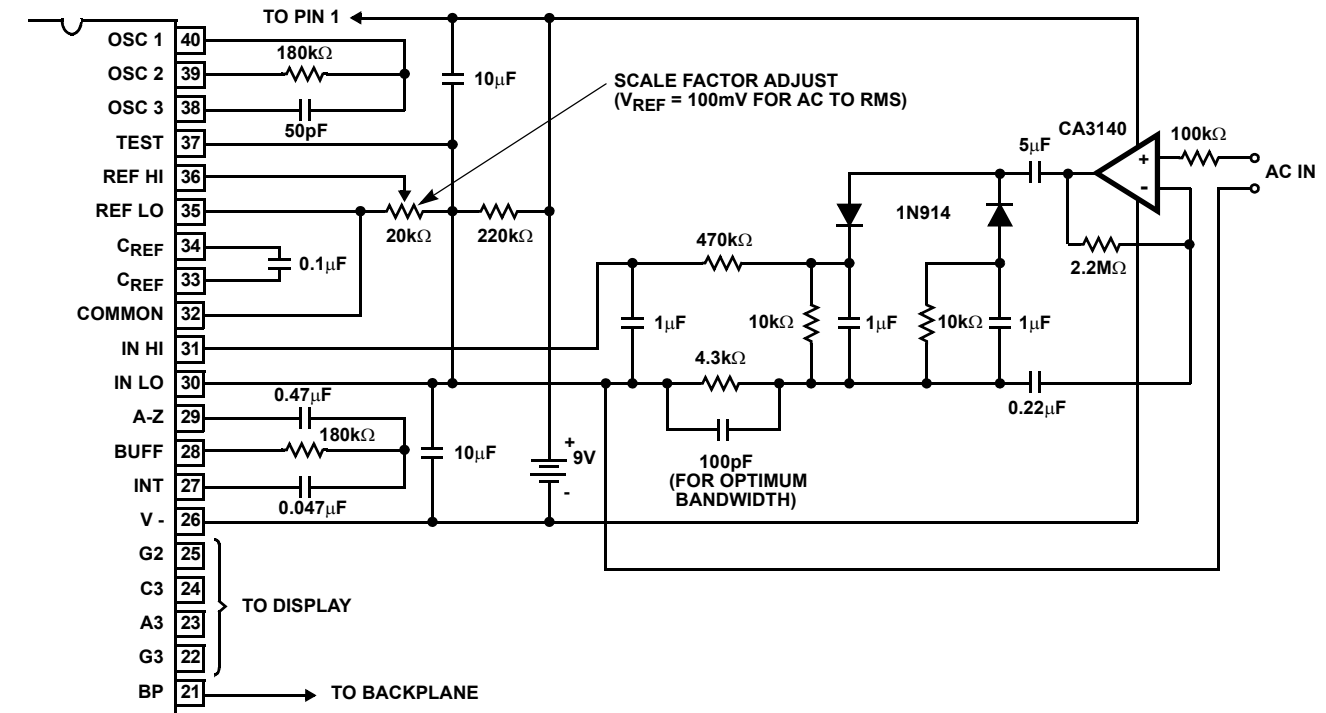 TO PIN 1
OSC 1 40
180kΩ
OSC 2 39
10μF
SCALE FACTOR ADJUST
(VREF = 100mV FOR AC TO RMS)
OSC 3 38
50pF
CA3140
100kΩ
TEST 37
5μF
+
AC IN
REF HI 36
-
REF LO 35
1N914
20kΩ
220kΩ
470kΩ
CREF 34
0.1μF
2.2MΩ
CREF 33
COMMON 32
1μF
10kΩ
1μF
10kΩ
1μF
IN HI 31
4.3kΩ
IN LO 30
0.47μF
0.22μF
A-Z 29
180kΩ
+
BUFF 28
10μF
9V
100pF
(FOR OPTIMUM
BANDWIDTH)
INT 27
-
0.047μF
V - 26
G2 25
C3 24
TO DISPLAY
A3 23
G3 22
BP 21
TO BACKPLANE